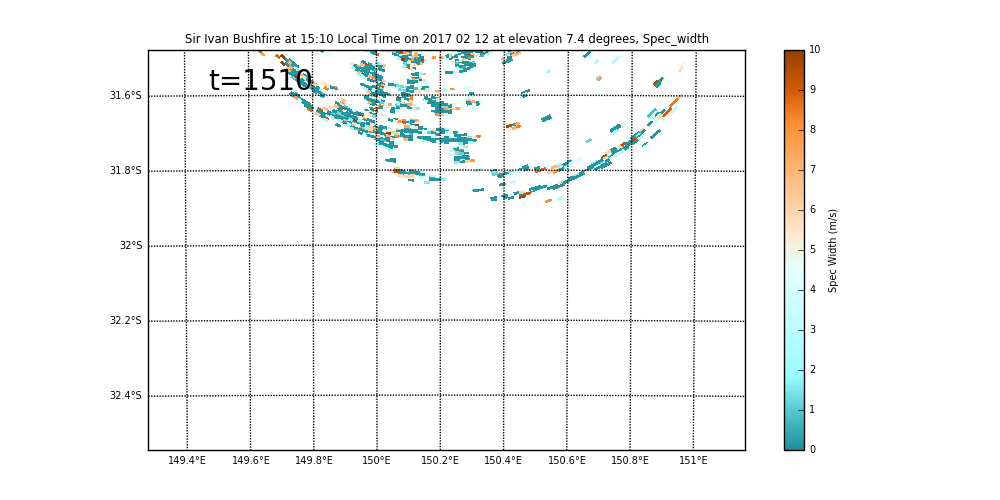 Sir Ivan Bushfire at 15:10 Local Time on 2017 02 12 at elevation 7.4 degrees, Spec_width
t=1510
31.6°S
31.8°S
32°S
32.2°S
32.4°S
149.4°E 149.6°E 149.8°E 150°E 150.2°E 150.4°E 150.6°E 150.8°E 151°E
10
9
8
7
6
5
4
3
2
1
0
Spec Width (m/s)